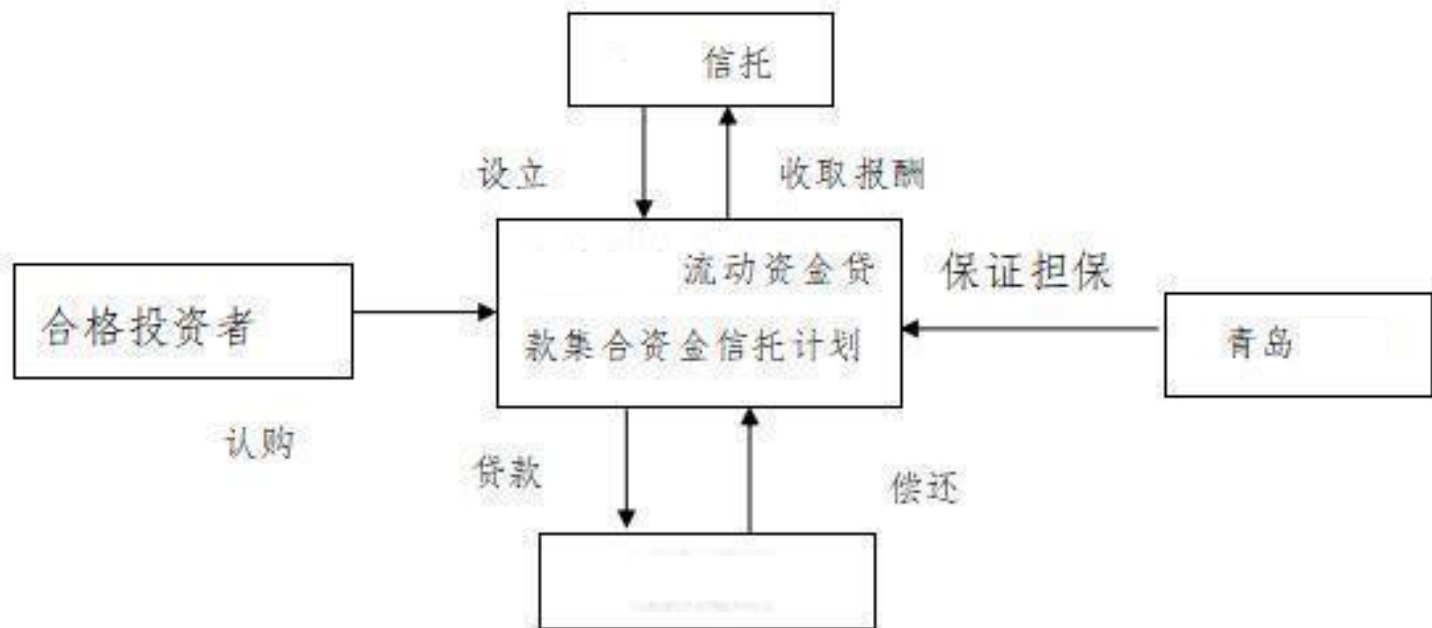 信托
设立
收取报酬
流动资金贷
款集合资金信托计划
保证担保
合格投资者
青岛
认购
贷款
偿还